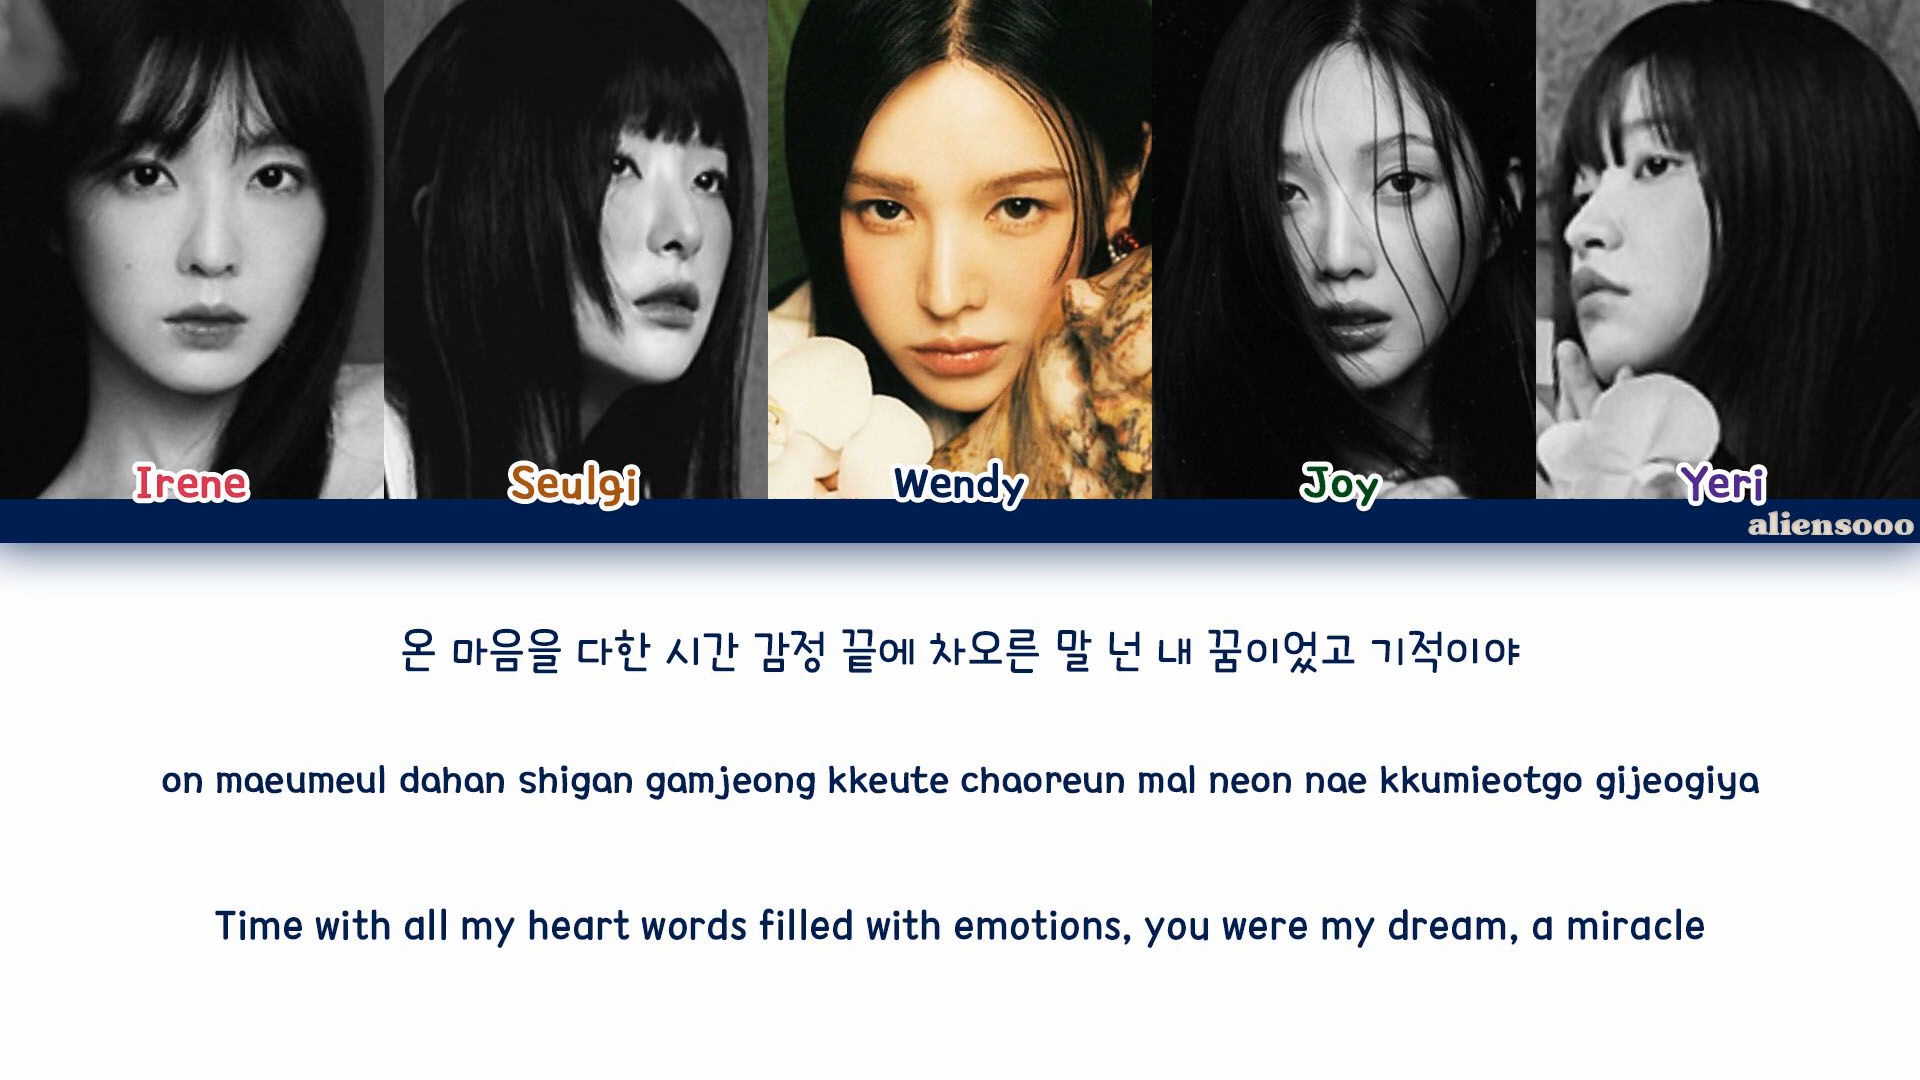 Irene
Seulgi
Wendy
Joy
Yeri
aliensooo
온 마음을 다한 시간 감정 끝에 차오른 말 넌 내 꿈이었고 기적이야
on maeumeul dahan shigan gamjeong kkeute chaoreun mal neon nae kkumieotgo gijeogiya
Time with all my heart words filled with emotions, you were my dream, a miracle